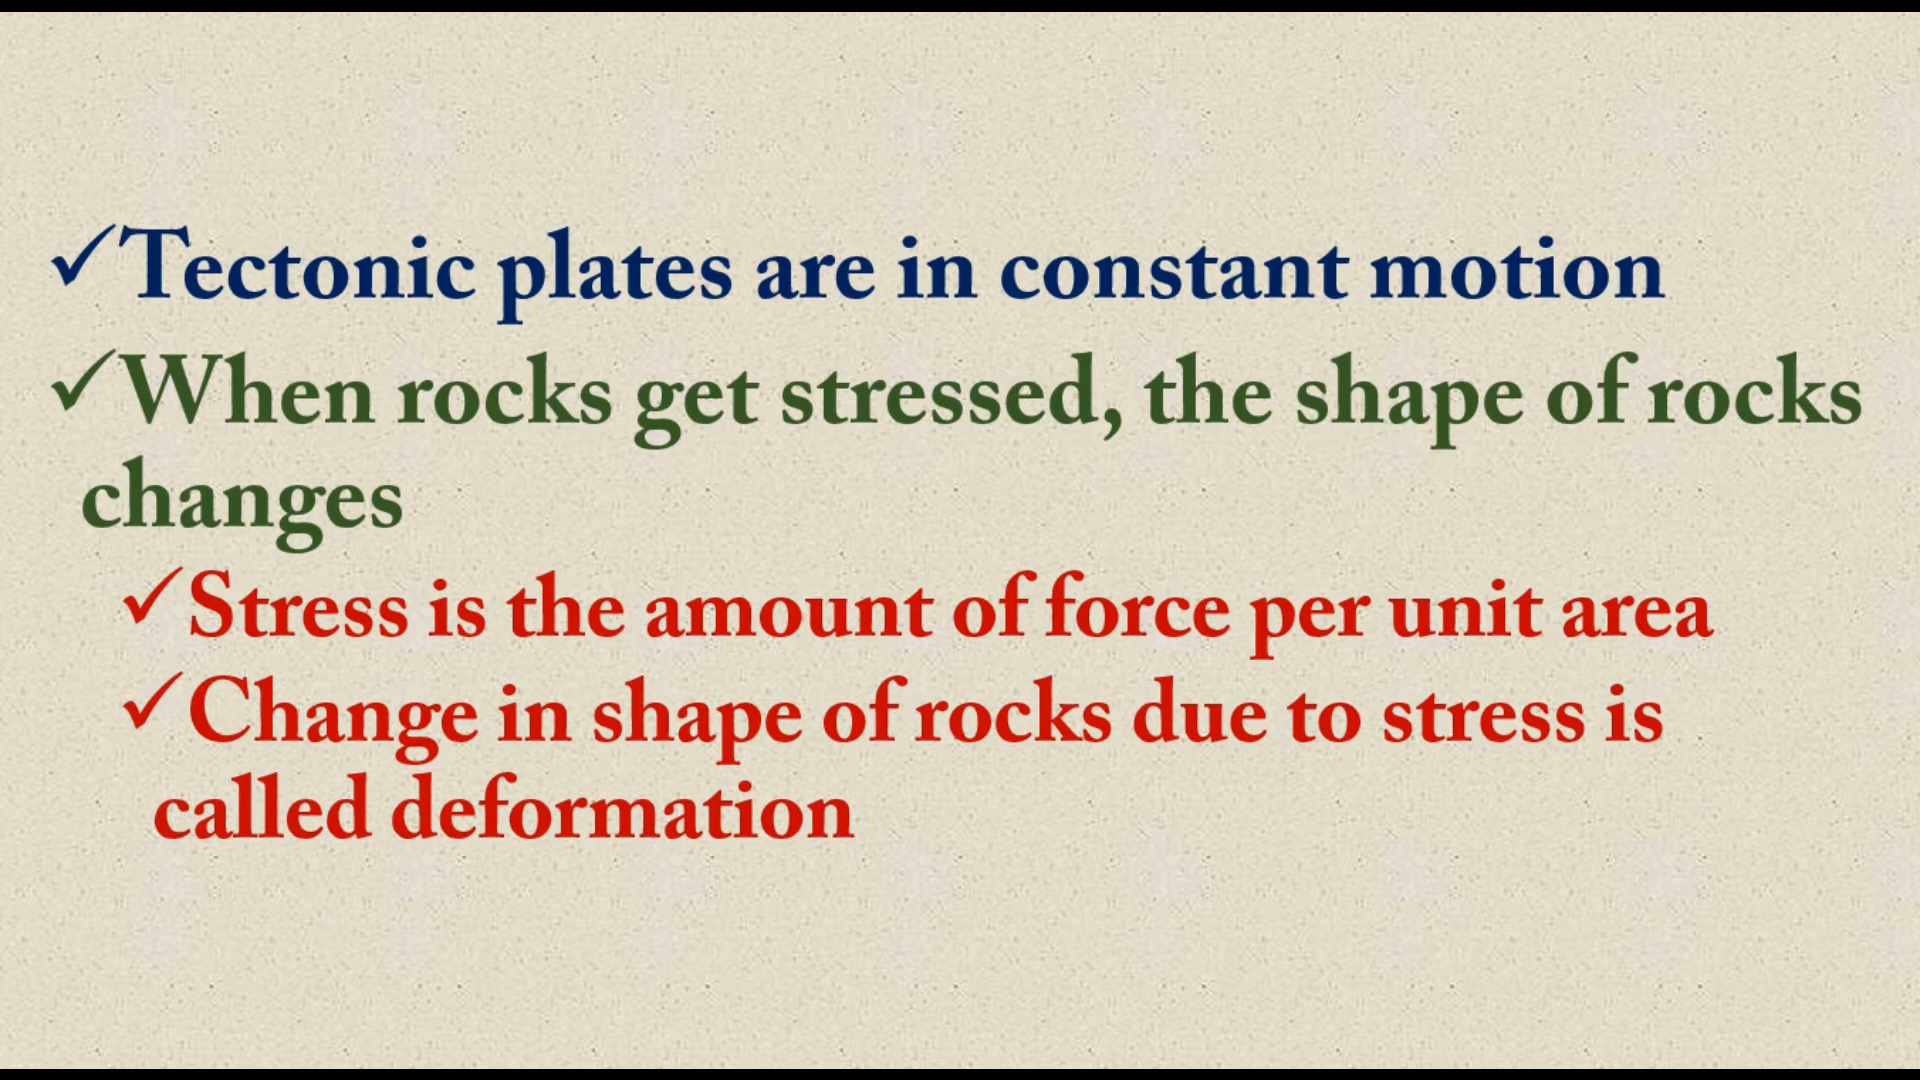 ✓Tectonic plates are in constant motion
✓When rocks get stressed, the shape of rocks
changes
✓Stress is the amount of force per unit area
✓Change in shape of rocks due to stress is
called deformation